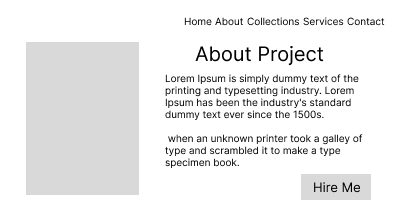 Home About Collections Services Contact
About Project
Lorem Ipsum is simply dummy text of the
printing and typesetting industry. Lorem
Ipsum has been the industry's standard
dummy text ever since the 1500s.
when an unknown printer took a galley of
type and scrambled it to make a type
specimen book.
Hire Me